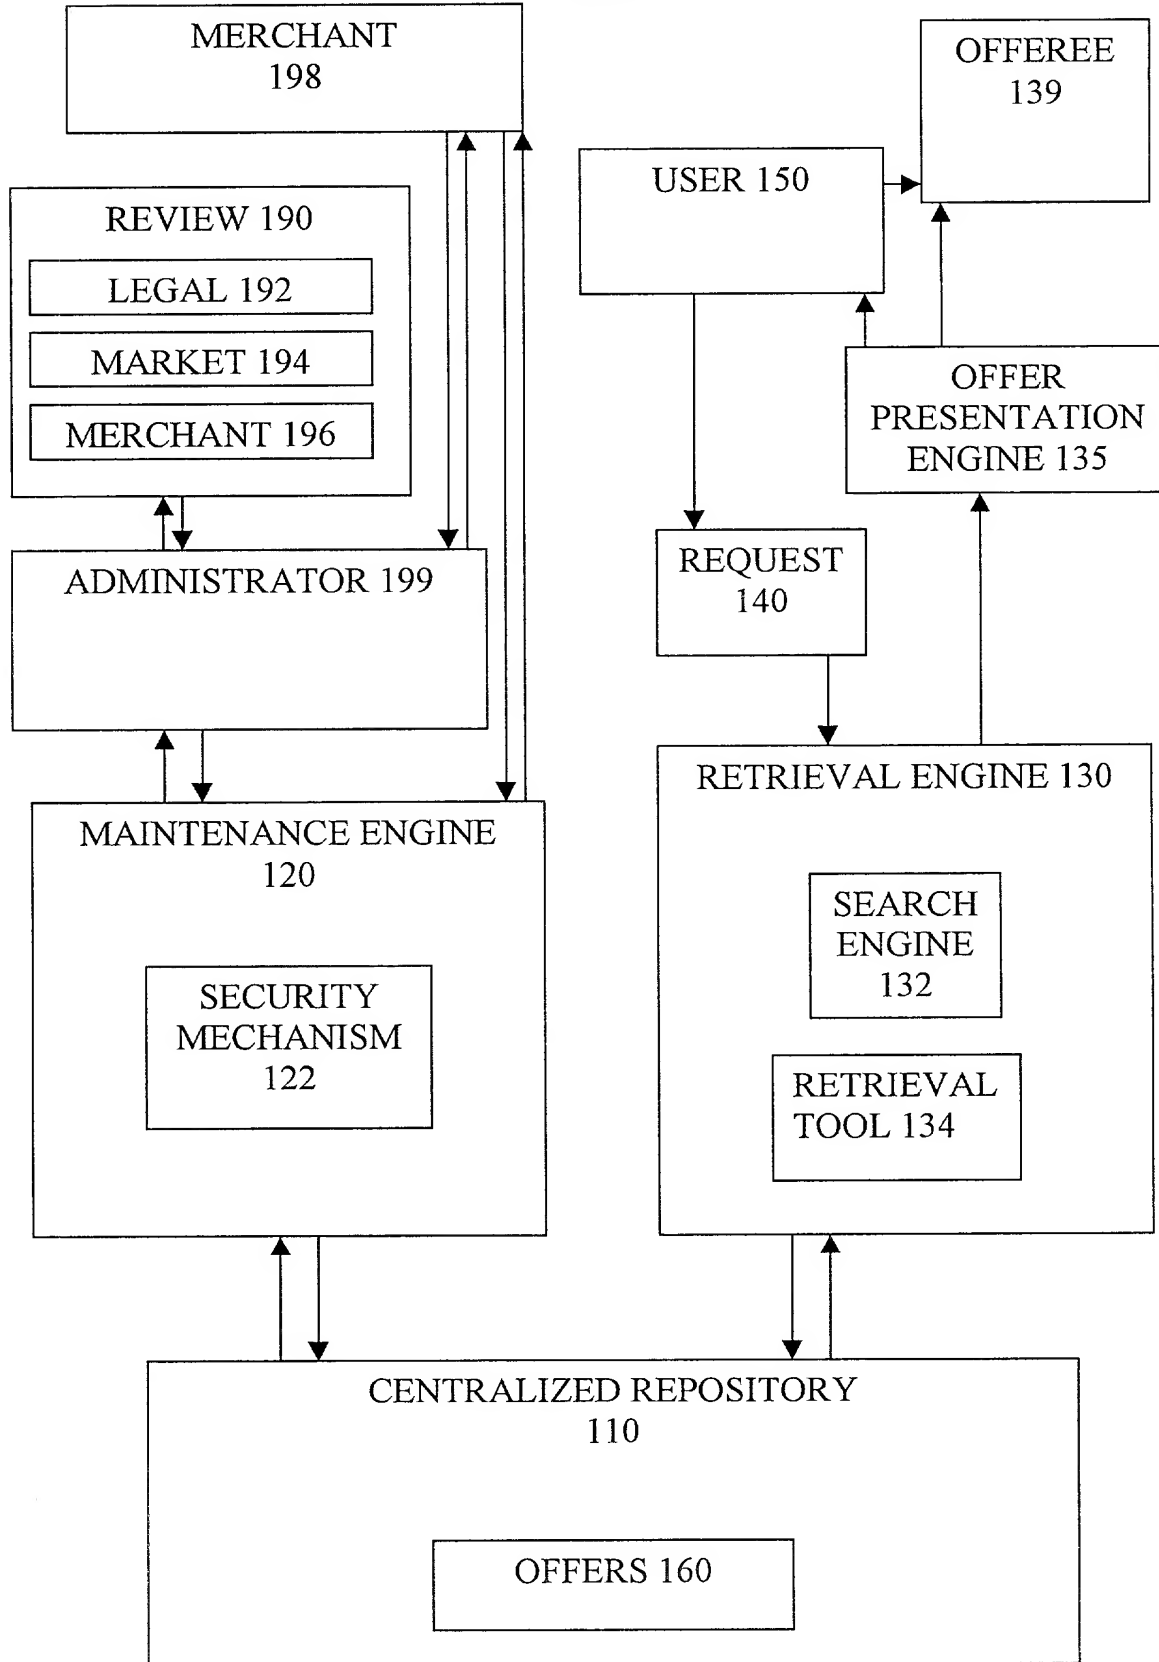 MERCHANT
198
OFFEREE
139
USER 150
REVIEW 190
LEGAL 192
MARKET 194
MERCHANT 196
OFFER
PRESENTATION
ENGINE 135
REQUEST
140
ADMINISTRATOR 199
RETRIEVAL ENGINE 130
MAINTENANCE ENGINE
120
SEARCH
ENGINE
132
SECURITY
MECHANISM
122
RETRIEVAL
TOOL 134
CENTRALIZED REPOSITORY
110
OFFERS 160